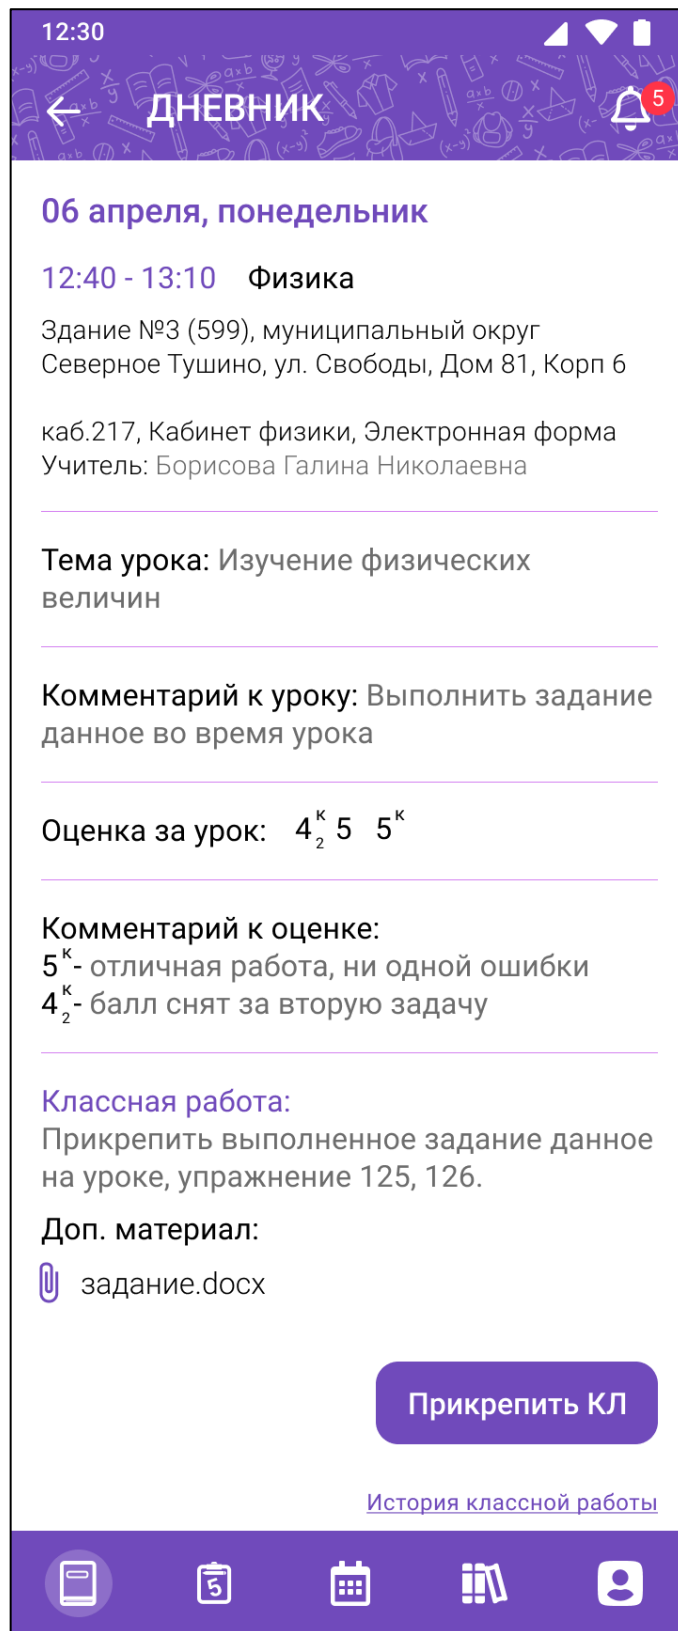 12:30
ДНЕВНИК
5
06 апреля, понедельник
12:40 - 13:10 Физика
Здание №3 (599), муниципальный округ
Северное Тушино, ул. Свободы, Дом 81, Корп 6
каб.217, Кабинет физики, Электронная форма
Учитель: Борисова Галина Николаевна
Тема урока: Изучение физических
величин
Комментарий к уроку: Выполнить задание
данное во время урока
Оценка за урок: 4₂ᴷ 5 5ᴷ
Комментарий к оценке:
5ᴷ- отличная работа, ни одной ошибки
4₂ᴷ- балл снят за вторую задачу
Классная работа:
Прикрепить выполненное задание данное
на уроке, упражнение 125, 126.
Доп. материал:
задание.docx
Прикрепить КЛ
История классной работы
5